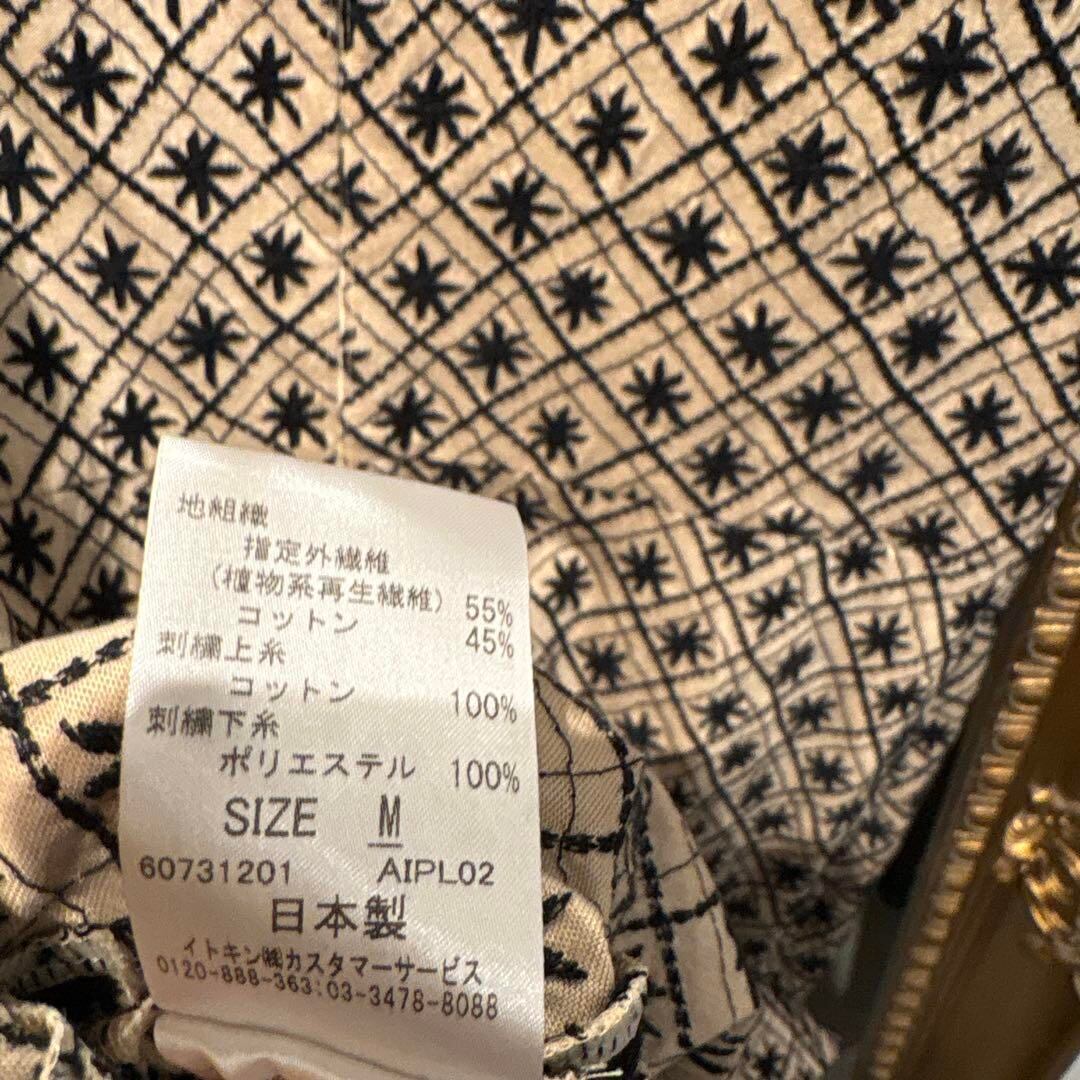 地組織
指定外繊維
(植物系再生繊維) 55%
コットン 45%
刺繍上糸
コットン 100%
刺繍下糸
ポリエステル 100%
SIZE M
60731201 AIPL02
日本製
イトキン㈱カスタマーサービス
0120-888-363:03-3478-8088